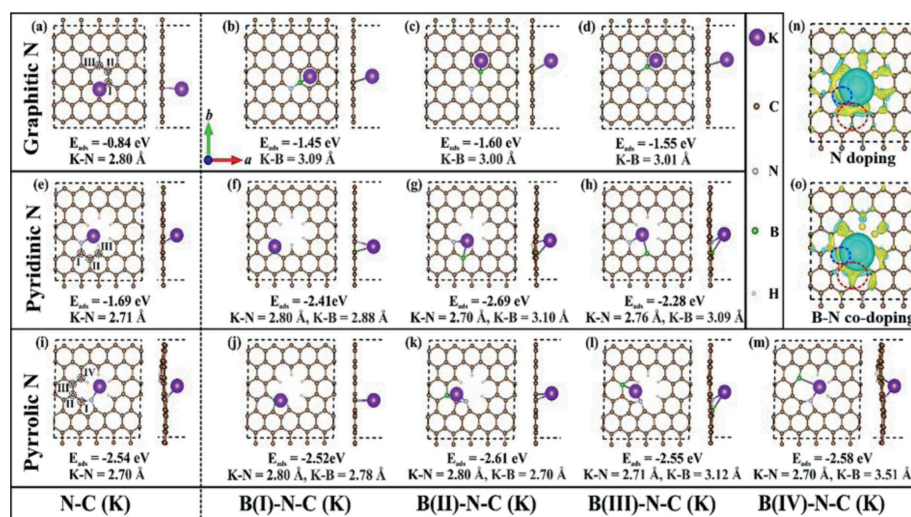 Graphitic N
(a)
III
II
I
E_ads = -0.84 eV
K-N = 2.80 Å
b
a
(b)
E_ads = -1.45 eV
K-B = 3.09 Å
(c)
E_ads = -1.60 eV
K-B = 3.00 Å
(d)
E_ads = -1.55 eV
K-B = 3.01 Å
K
C
N
B
H
(n)
N doping
(o)
B-N co-doping
Pyridinic N
(e)
III
I
II
E_ads = -1.69 eV
K-N = 2.71 Å
(f)
E_ads = -2.41eV
K-N = 2.80 Å, K-B = 2.88 Å
(g)
E_ads = -2.69 eV
K-N = 2.70 Å, K-B = 3.10 Å
(h)
E_ads = -2.28 eV
K-N = 2.76 Å, K-B = 3.09 Å
Pyrrolic N
(i)
IV
III
II
I
E_ads = -2.54 eV
K-N = 2.70 Å
(j)
E_ads = -2.52eV
K-N = 2.80 Å, K-B = 2.78 Å
(k)
E_ads = -2.61 eV
K-N = 2.80 Å, K-B = 2.70 Å
(l)
E_ads = -2.55 eV
K-N = 2.71 Å, K-B = 3.12 Å
(m)
E_ads = -2.58 eV
K-N = 2.70 Å, K-B = 3.51 Å
N-C (K)
B(I)-N-C (K)
B(II)-N-C (K)
B(III)-N-C (K)
B(IV)-N-C (K)